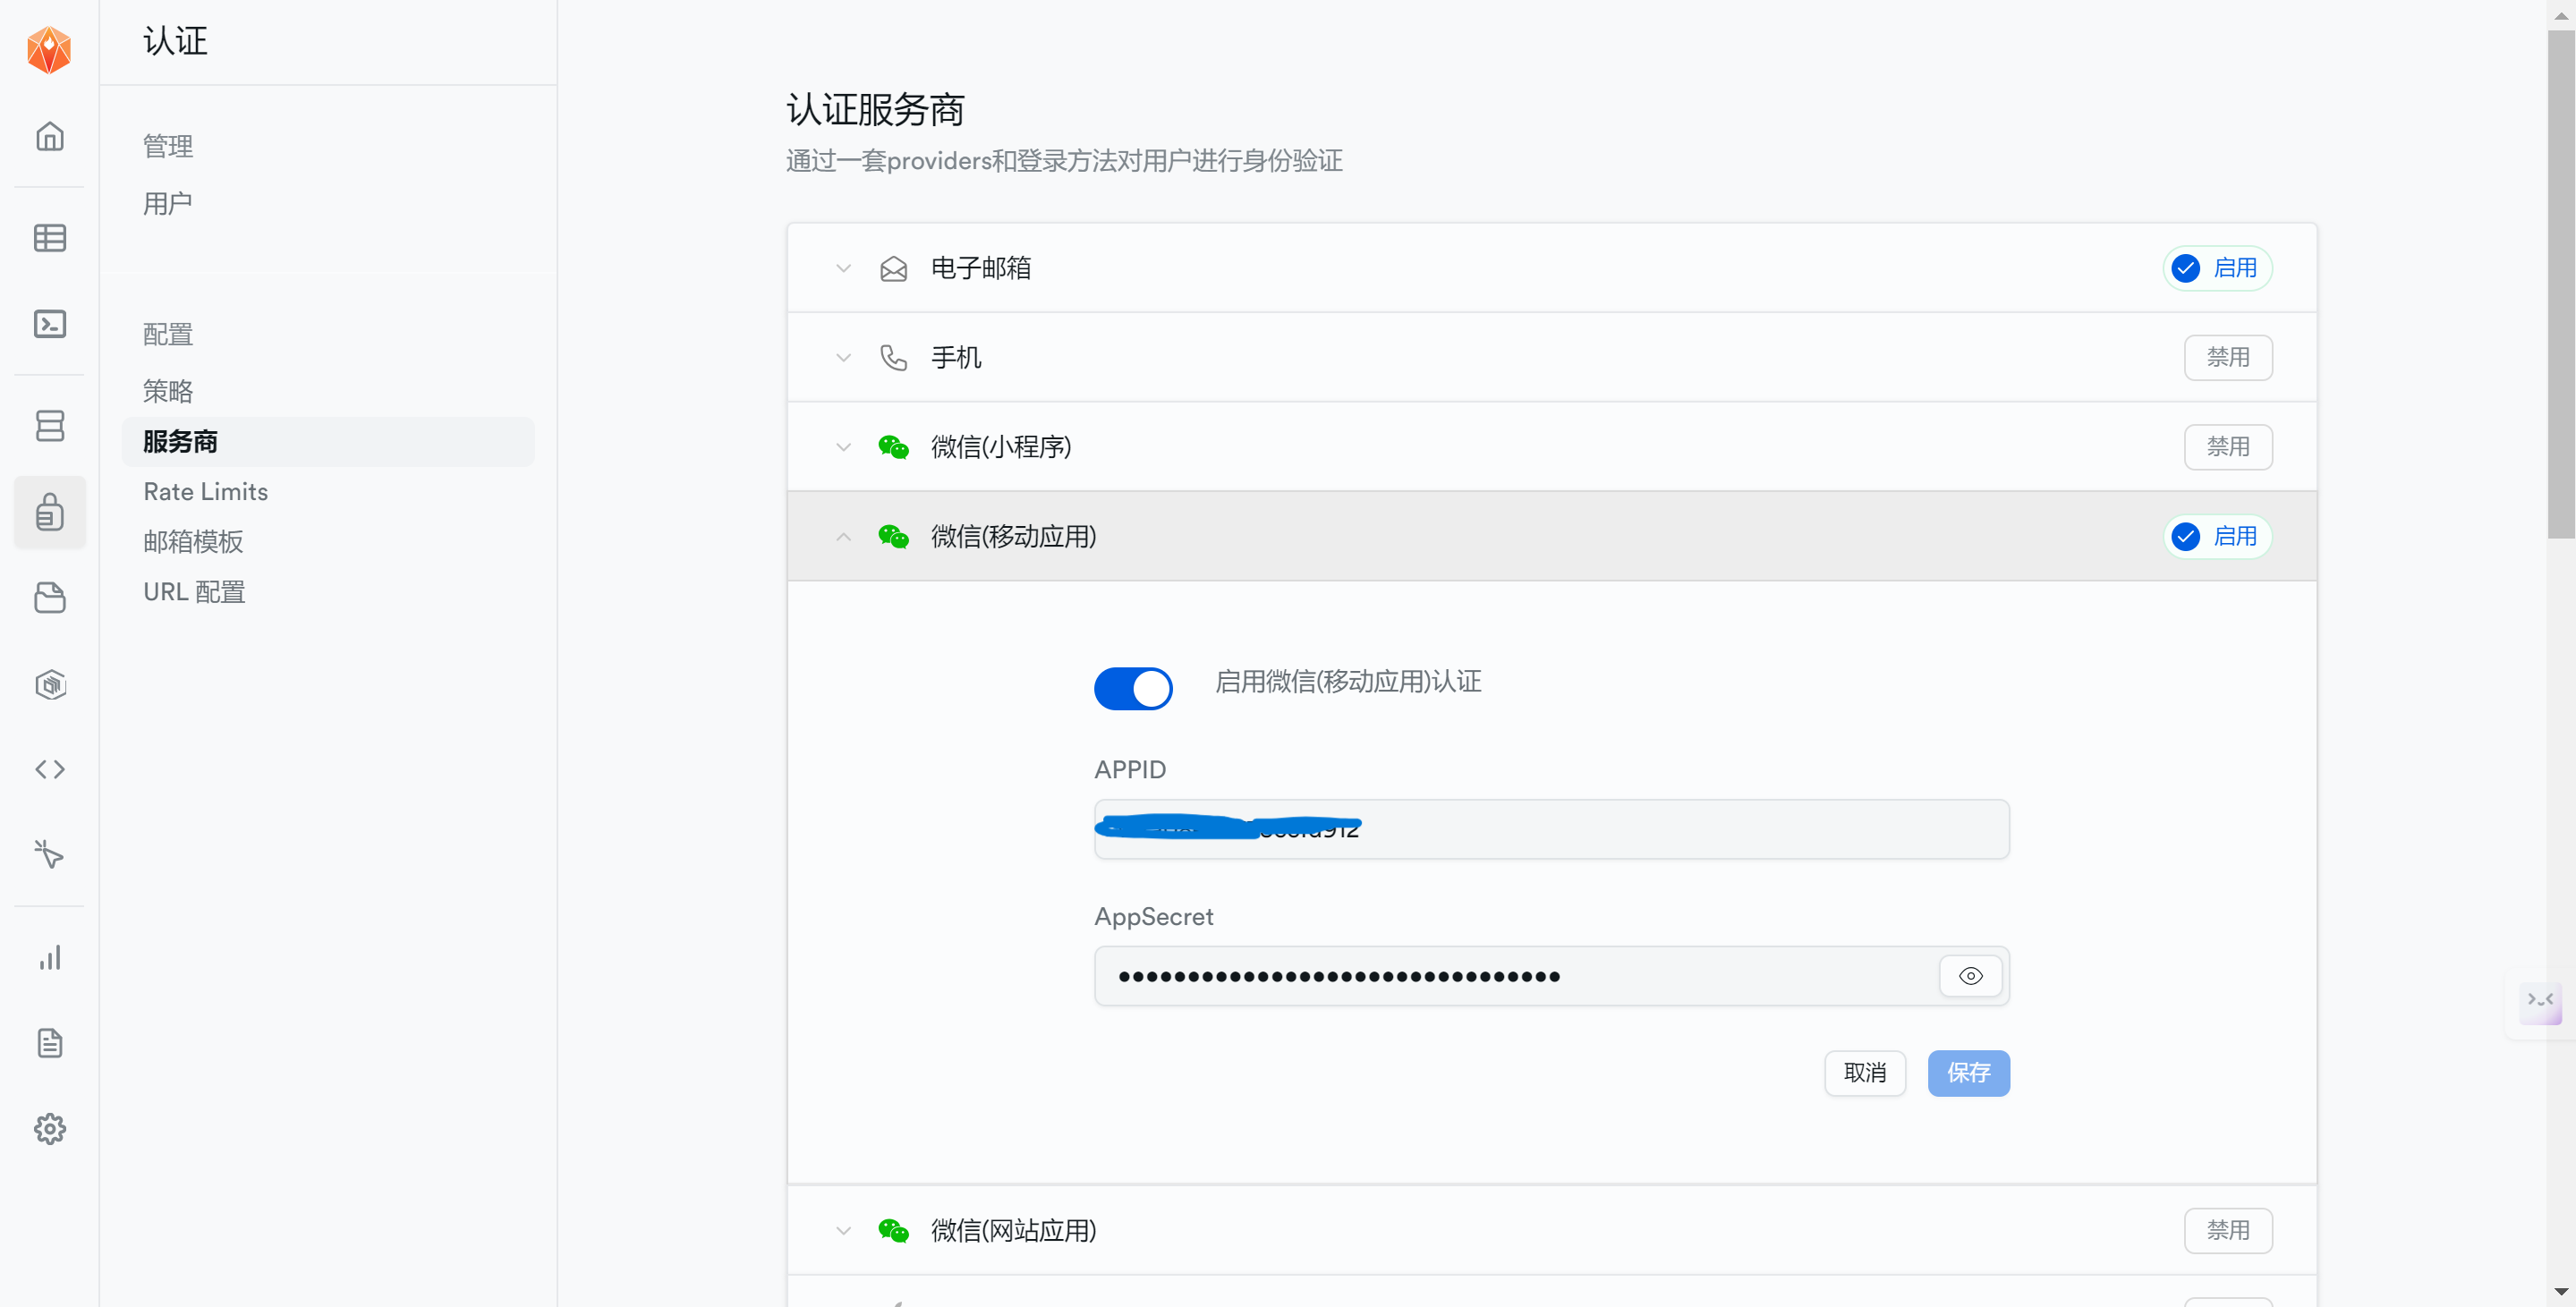 认证
管理
用户
配置
策略
服务商
Rate Limits
邮箱模板
URL 配置
认证服务商
通过一套providers和登录方法对用户进行身份验证
电子邮箱
启用
手机
禁用
微信(小程序)
禁用
微信(移动应用)
启用
启用微信(移动应用)认证
APPID
AppSecret
取消
保存
微信(网站应用)
禁用